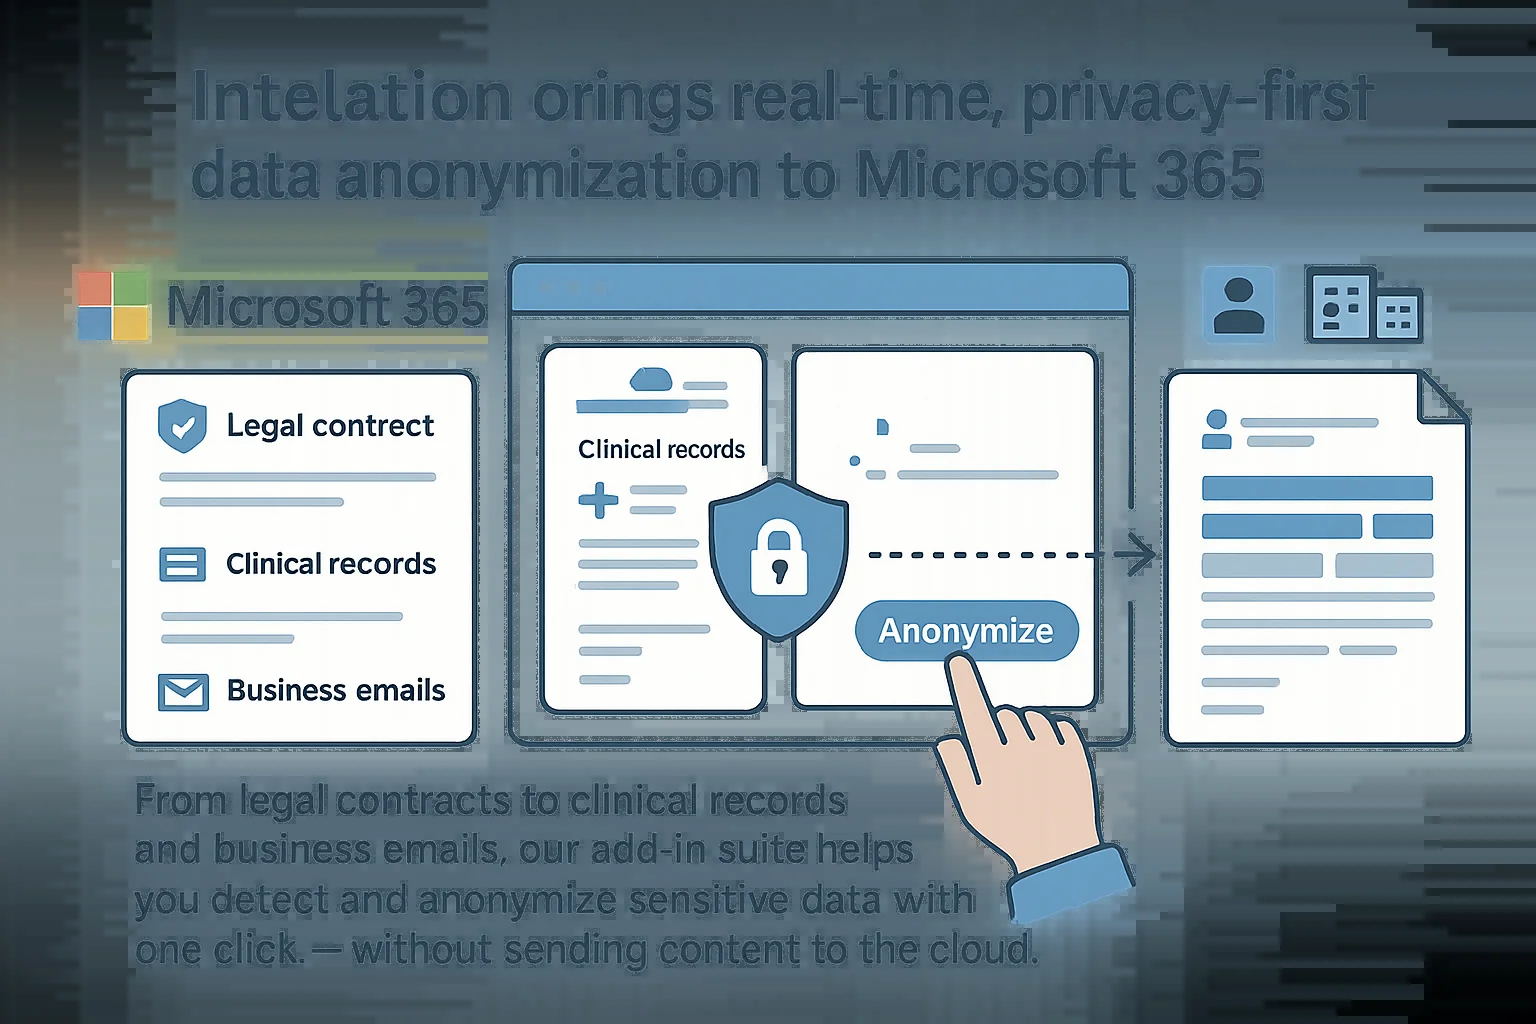 Intelation orings real-time, privacy-first
data anonymization to Microsoft 365
Microsoft 365
Legal contrect
Clinical records
Business emails
Clinical records
Anonymize
From legal contracts to clinical records
and business emails, our add-in suite helps
you detect and anonymize sensitive data with
one click. — without sending content to the cloud.